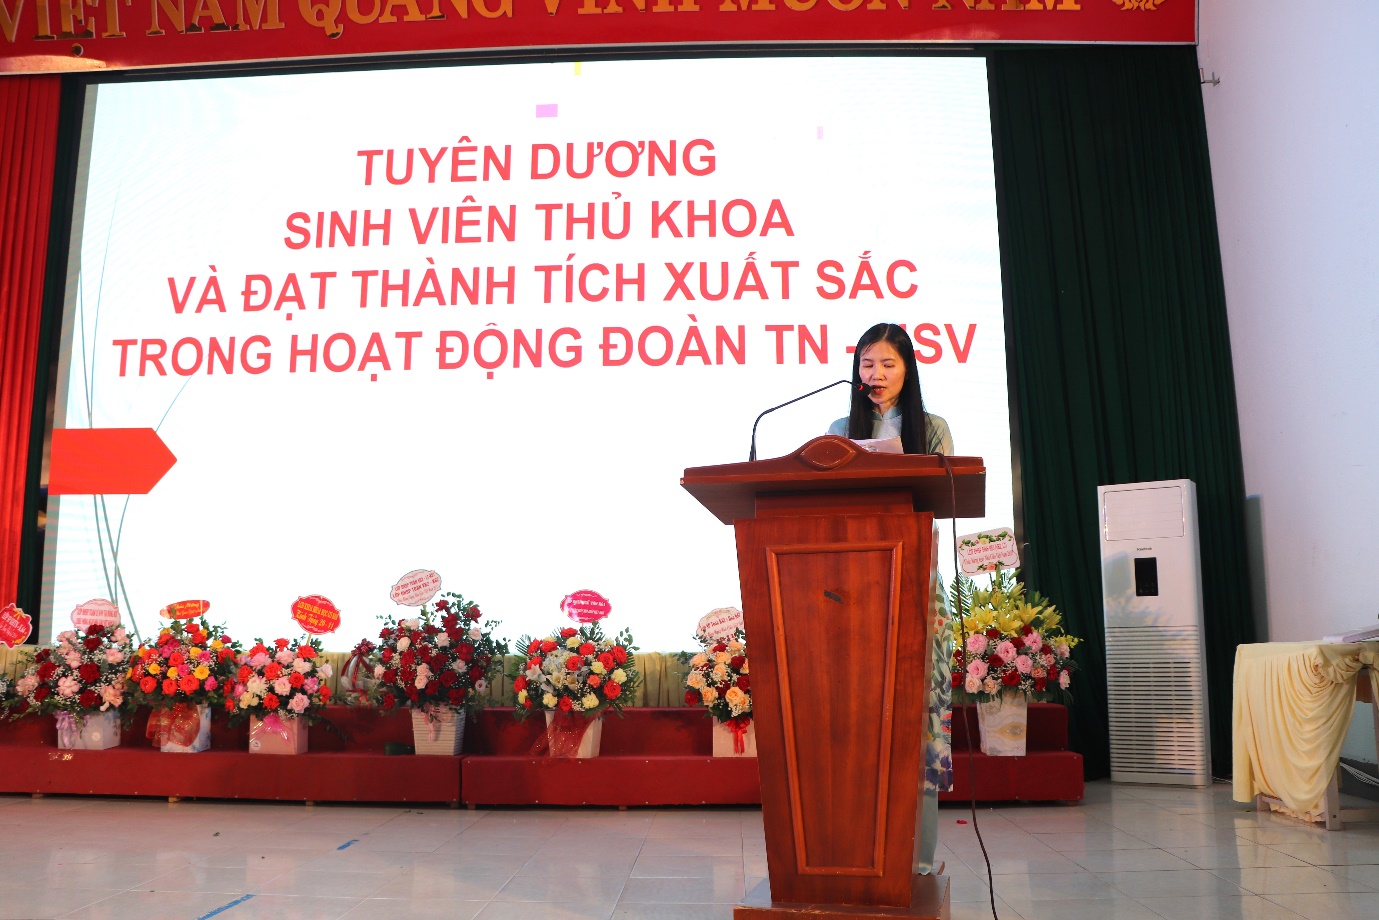 VIỆT NAM QUANG VINH MUÔN NĂM
TUYÊN DƯƠNG
SINH VIÊN THỦ KHOA
VÀ ĐẠT THÀNH TÍCH XUẤT SẮC
TRONG HOẠT ĐỘNG ĐOÀN TN - HSV